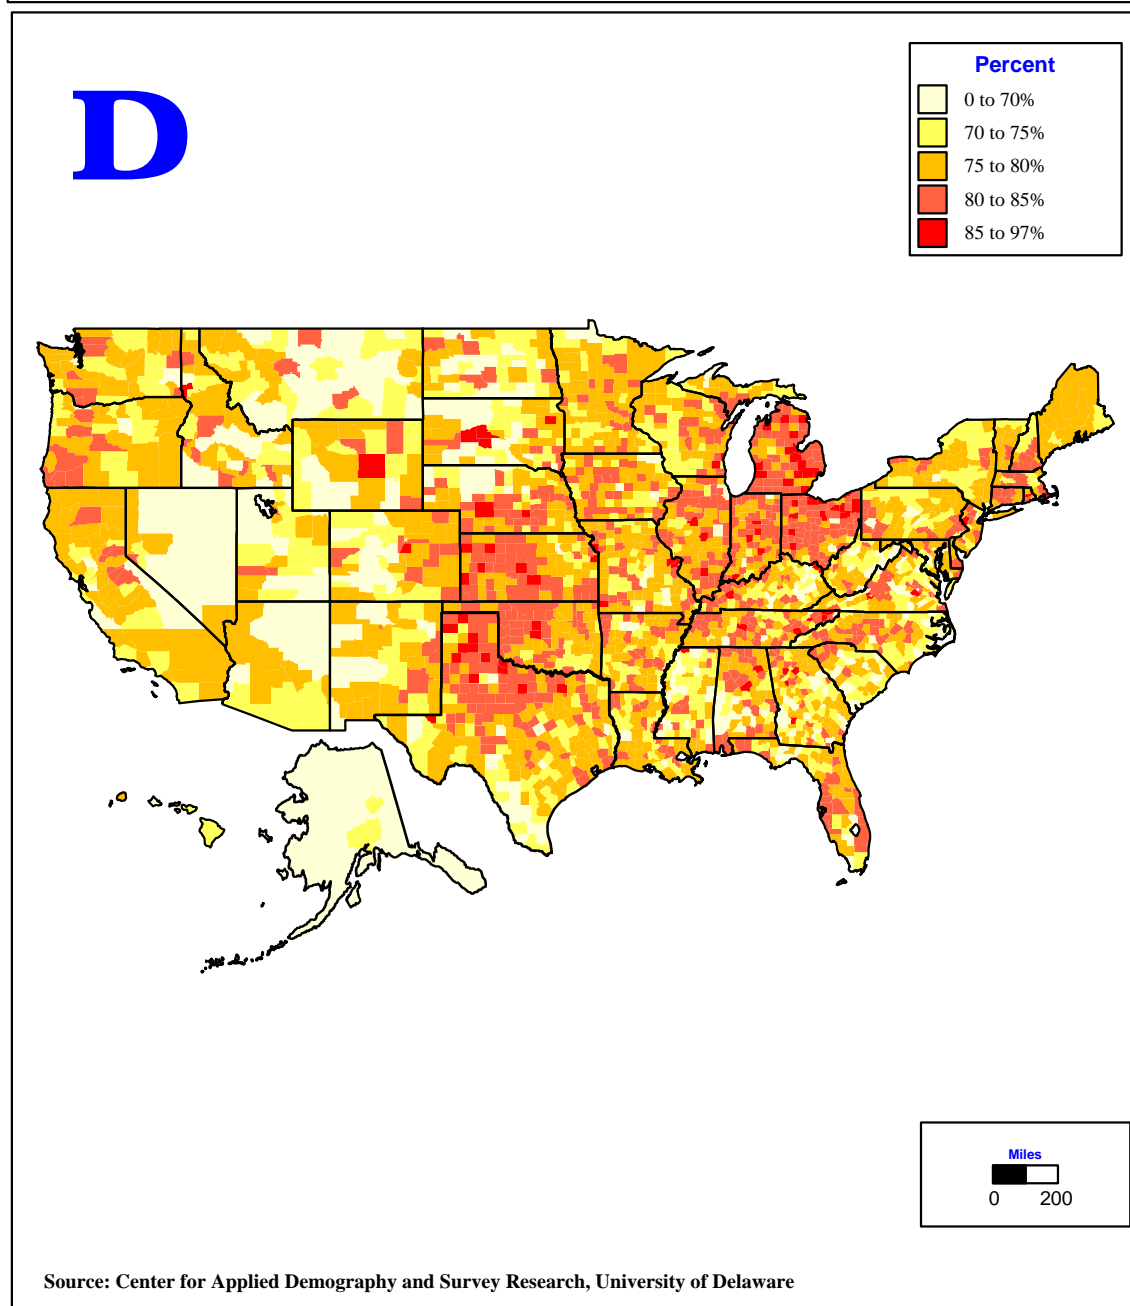 D
Percent
0 to 70%
70 to 75%
75 to 80%
80 to 85%
85 to 97%
Miles
0 200
Source: Center for Applied Demography and Survey Research, University of Delaware